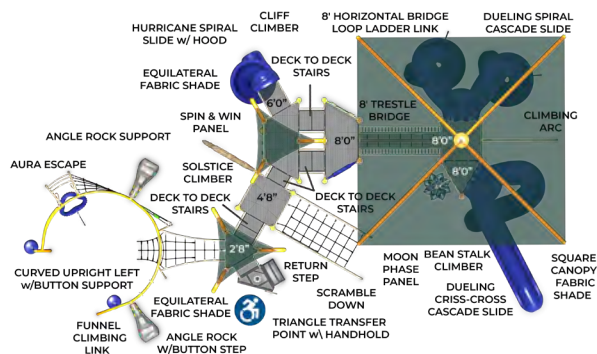 CLIFF
CLIMBER
HURRICANE SPIRAL
SLIDE w/ HOOD
8' HORIZONTAL BRIDGE
LOOP LADDER LINK
DUELING SPIRAL
CASCADE SLIDE
DECK TO DECK
STAIRS
EQUILATERAL
FABRIC SHADE
6'0"
SPIN & WIN
PANEL
8' TRESTLE
BRIDGE
8'0"
8'0"
CLIMBING
ARC
ANGLE ROCK SUPPORT
AURA ESCAPE
SOLSTICE
CLIMBER
8'0"
4'8"
DECK TO DECK
STAIRS
DECK TO DECK
STAIRS
2'8"
CURVED UPRIGHT LEFT
w/BUTTON SUPPORT
RETURN
STEP
MOON
PHASE
PANEL
BEAN STALK
CLIMBER
SQUARE
CANOPY
FABRIC
SHADE
SCRAMBLE
DOWN
DUELING
CRISS-CROSS
CASCADE SLIDE
EQUILATERAL
FABRIC SHADE
FUNNEL
CLIMBING
LINK
ANGLE ROCK
W/BUTTON STEP
TRIANGLE TRANSFER
POINT w\ HANDHOLD